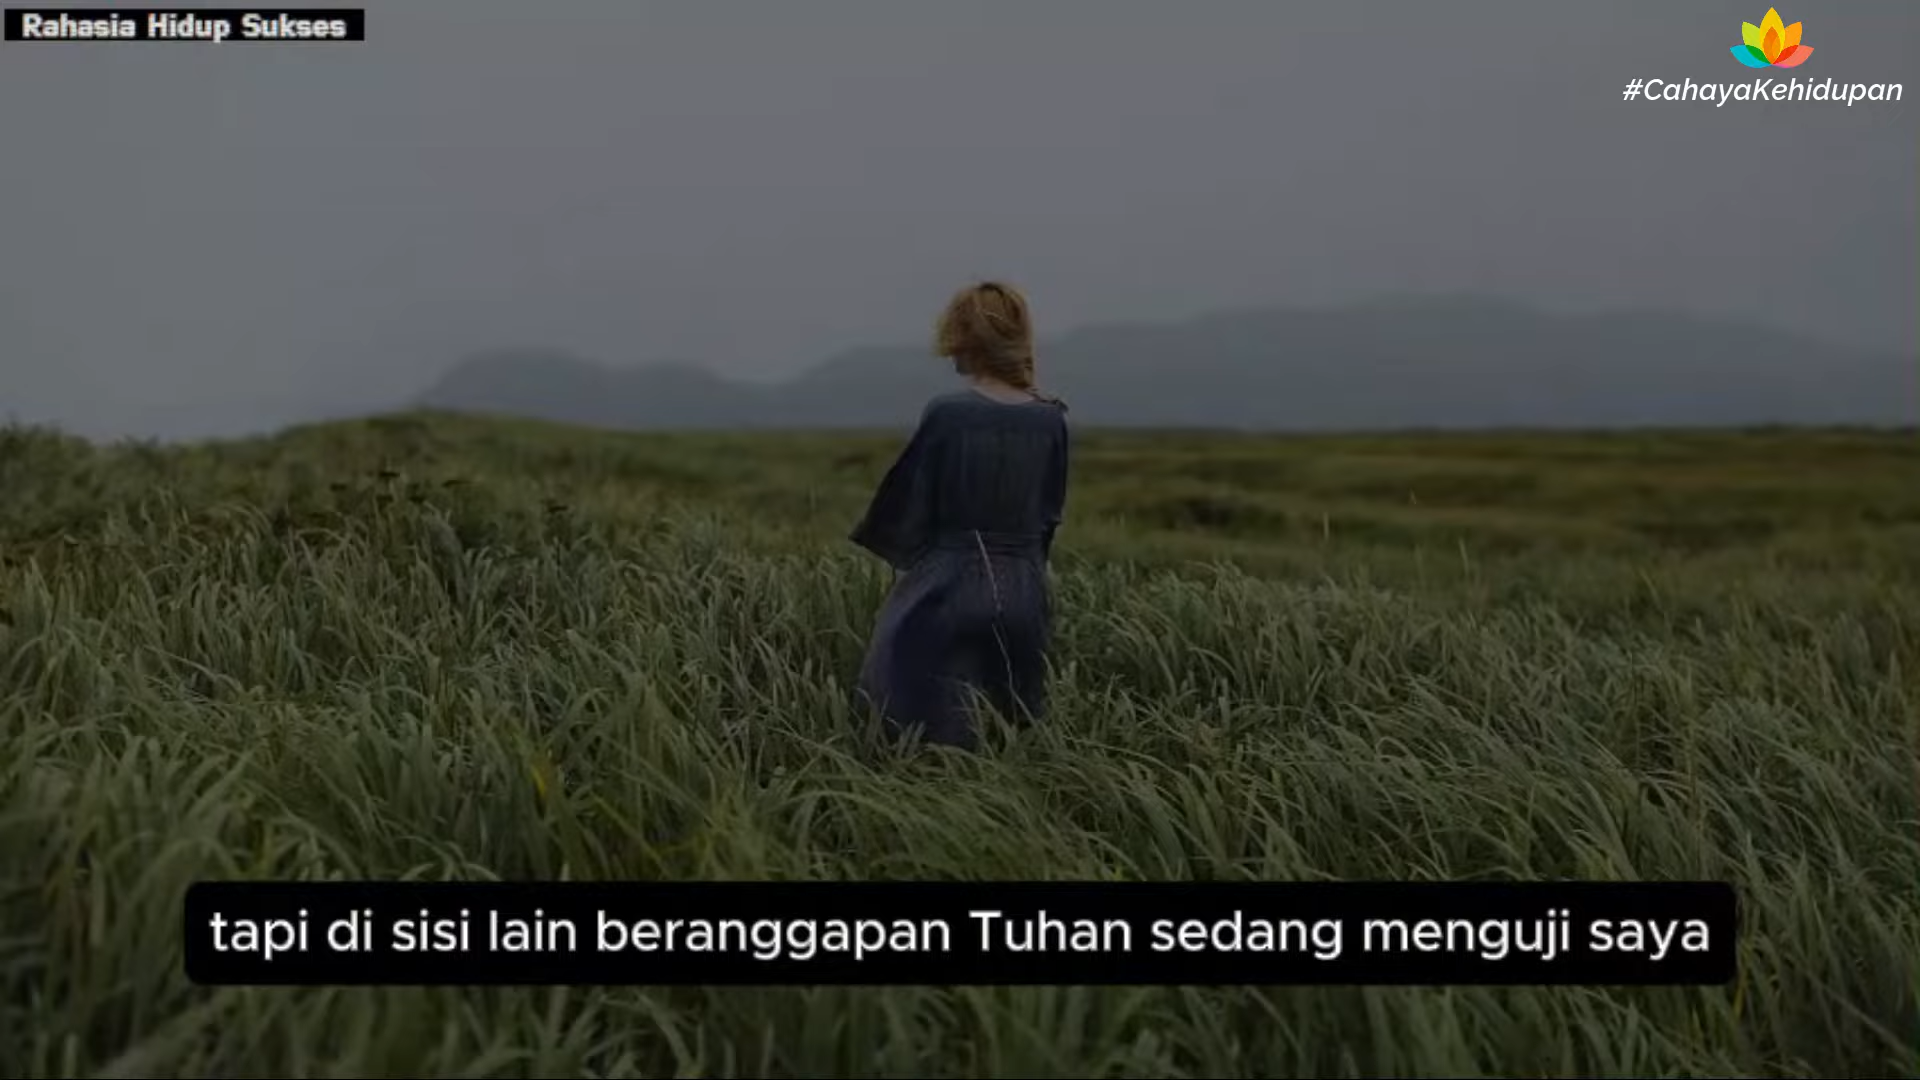 Rahasia Hidup Sukses
#CahayaKehidupan
tapi di sisi lain beranggapan Tuhan sedang menguji saya